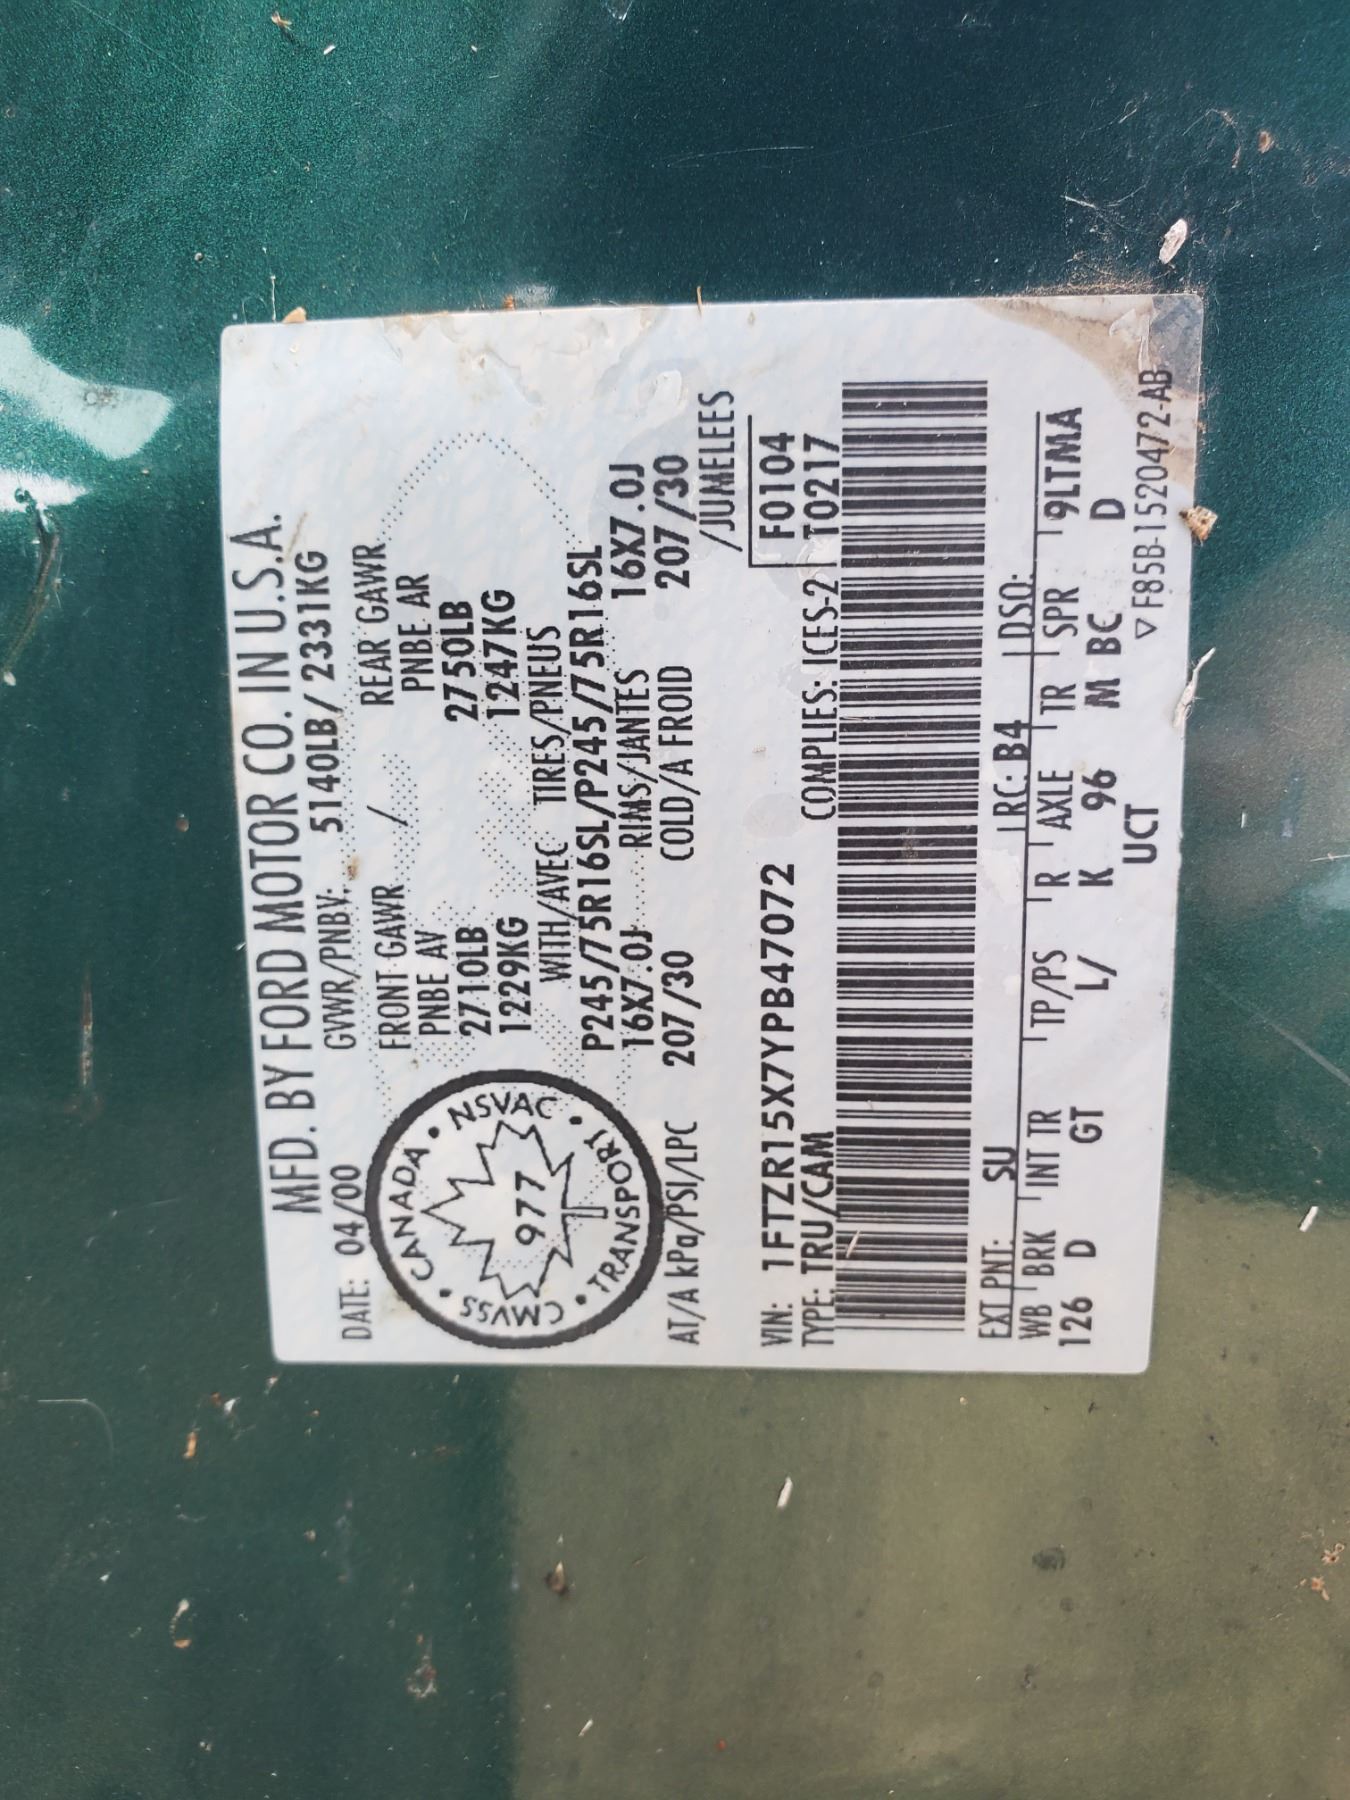 MFD. BY FORD MOTOR CO. IN U.S.A.
DATE: 04/00 GVWR/PNBV: 5140LB/2331KG
FRONT GAWR / REAR GAWR
PNBE AV PNBE AR
2710LB 2750LB
1229KG 1247KG
CANADA • NSVAC • TRANSPORT • CMVSS •
977
T
WITH/AVEC TIRES/PNEUS
P245/75R16SL/P245/75R16SL
16X7.0J RIMS/JANTES 16X7.0J
AT/A kPa/PSI/LPC 207/30 COLD/A FROID 207/30
/JUMELEES
VIN: 1FTZR15X7YPB47072 F0104
TYPE: TRU/CAM COMPLIES: ICES-2 T0217
EXT PNT: SU RC: B4 DSO:
WB BRK INT TR TP/PS R AXLE TR SPR 9LTMA
126 D GT L/ K 96 M BC D
UCT ▽F85B-1520472-AB